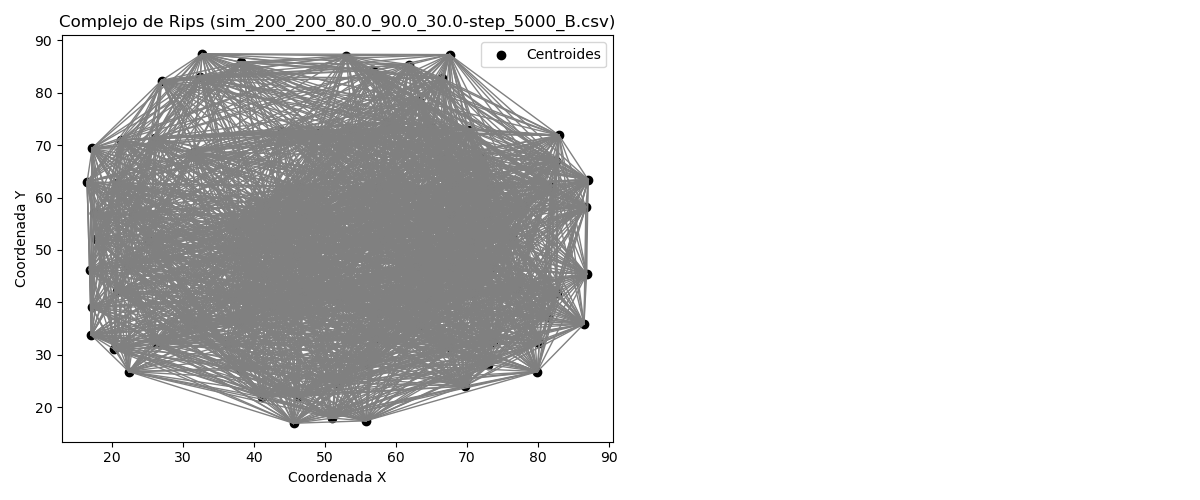 Complejo de Rips (sim_200_200_80.0_90.0_30.0-step_5000_B.csv)
Centroides
90
80
70
60
50
40
30
20
Coordenada Y
20 30 40 50 60 70 80 90
Coordenada X